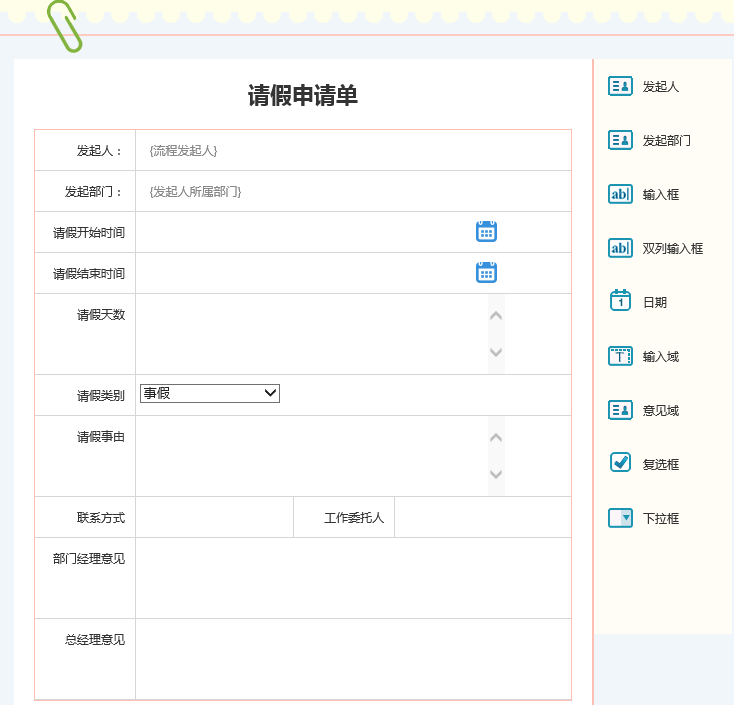 请假申请单
发起人： {流程发起人}
发起部门： {发起人所属部门}
请假开始时间
请假结束时间
请假天数
请假类别 事假
请假事由
联系方式 工作委托人
部门经理意见
总经理意见
发起人
发起部门
ab| 输入框
ab| 双列输入框
1 日期
T 输入域
意见域
复选框
下拉框